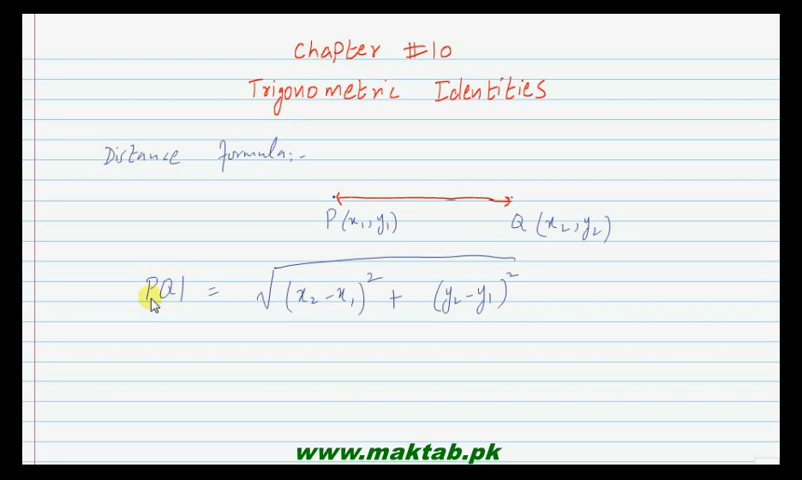 Chapter #10
Trigonometric Identities
Distance formula:-
P(x₁,y₁) Q(x₂,y₂)
PQ| = √(x₂-x₁)² + (y₂-y₁)²
www.maktab.pk